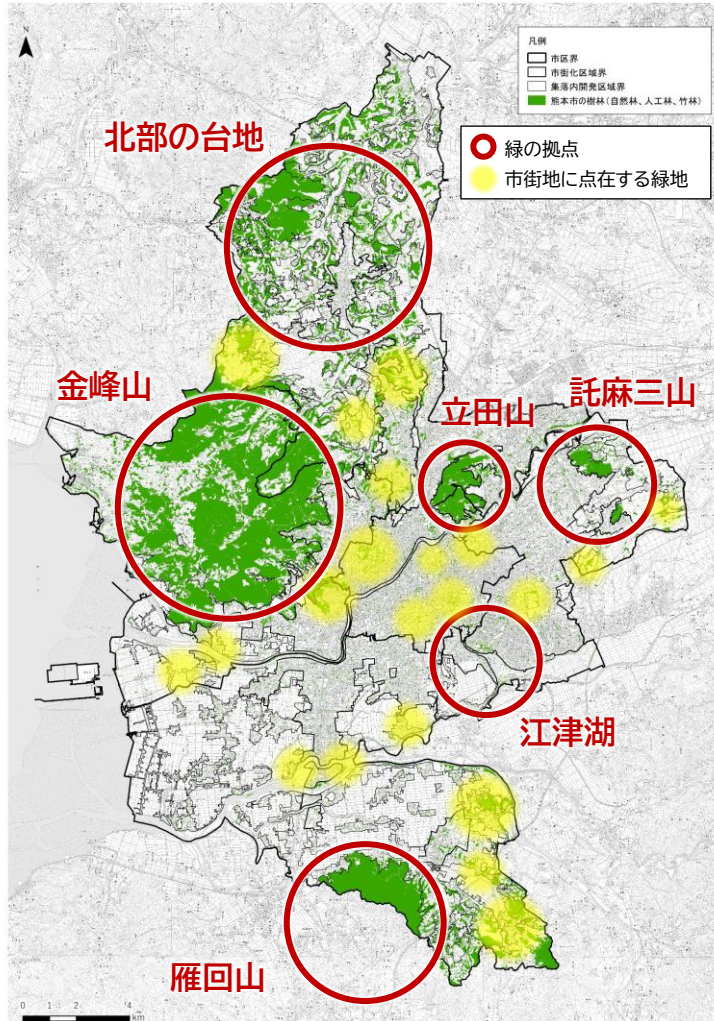 N
凡例
市区界
市街化区域界
集落内開発区域界
熊本市の樹林(自然林、人工林、竹林)
緑の拠点
市街地に点在する緑地
北部の台地
金峰山
立田山
託麻三山
江津湖
雁回山
0 1 2 4
km